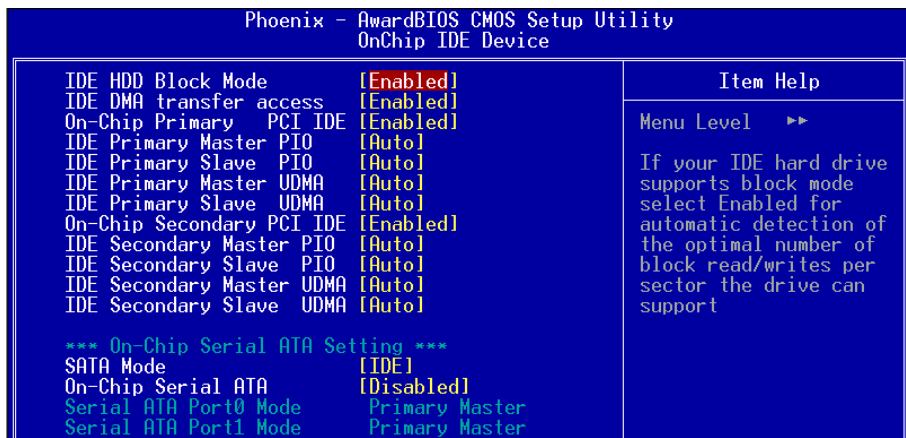 Phoenix - AwardBIOS CMOS Setup Utility
OnChip IDE Device
IDE HDD Block Mode [Enabled]
IDE DMA transfer access [Enabled]
On-Chip Primary PCI IDE [Enabled]
IDE Primary Master PIO [Auto]
IDE Primary Slave PIO [Auto]
IDE Primary Master UDMA [Auto]
IDE Primary Slave UDMA [Auto]
On-Chip Secondary PCI IDE [Enabled]
IDE Secondary Master PIO [Auto]
IDE Secondary Slave PIO [Auto]
IDE Secondary Master UDMA [Auto]
IDE Secondary Slave UDMA [Auto]
*** On-Chip Serial ATA Setting ***
SATA Mode [IDE]
On-Chip Serial ATA [Disabled]
Serial ATA Port0 Mode Primary Master
Serial ATA Port1 Mode Primary Master
Item Help
Menu Level ►►
If your IDE hard drive
supports block mode
select Enabled for
automatic detection of
the optimal number of
block read/writes per
sector the drive can
support